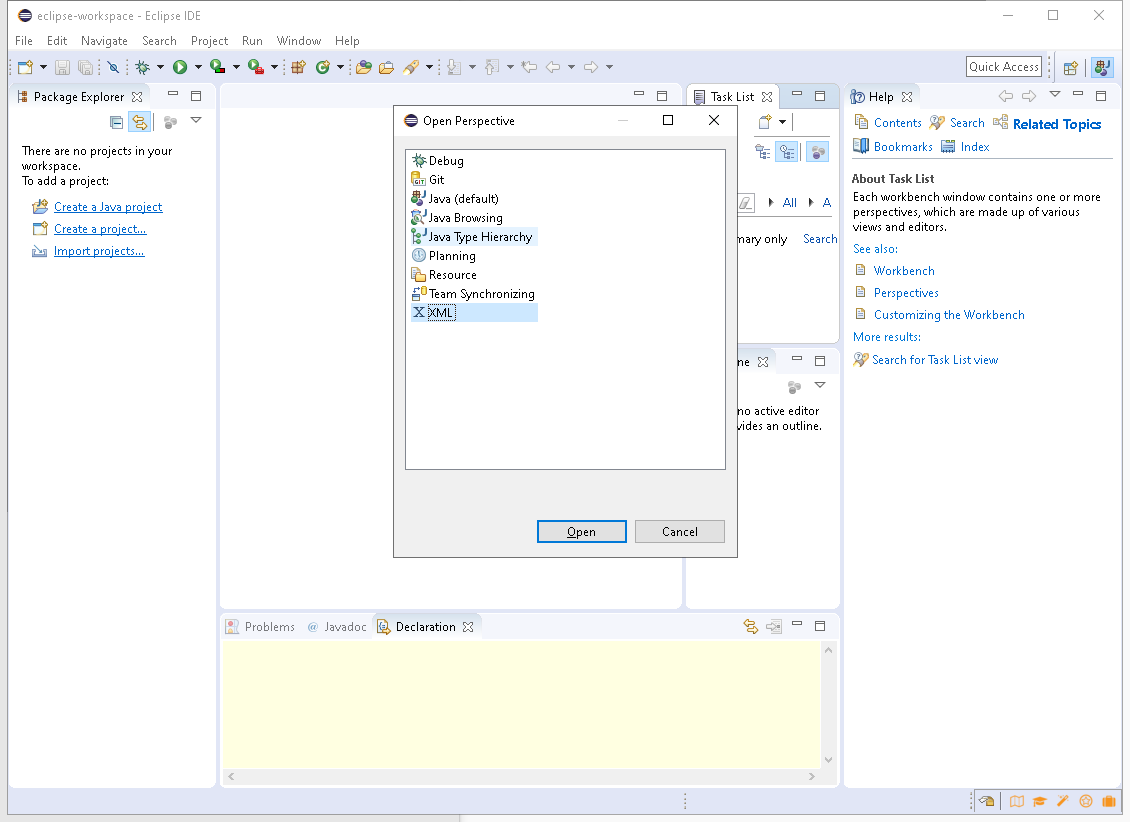 eclipse-workspace - Eclipse IDE
File Edit Navigate Search Project Run Window Help
Quick Access
Package Explorer
There are no projects in your
workspace.
To add a project:
Create a Java project
Create a project...
Import projects...
Open Perspective
Debug
Git
Java (default)
Java Browsing
Java Type Hierarchy
Planning
Resource
Team Synchronizing
XML
Open
Cancel
Task List
All
A
mary only
Search
ne
no active editor
vides an outline.
Help
Contents Search Related Topics
Bookmarks Index
About Task List
Each workbench window contains one or more
perspectives, which are made up of various
views and editors.
See also:
Workbench
Perspectives
Customizing the Workbench
More results:
Search for Task List view
Problems @ Javadoc Declaration